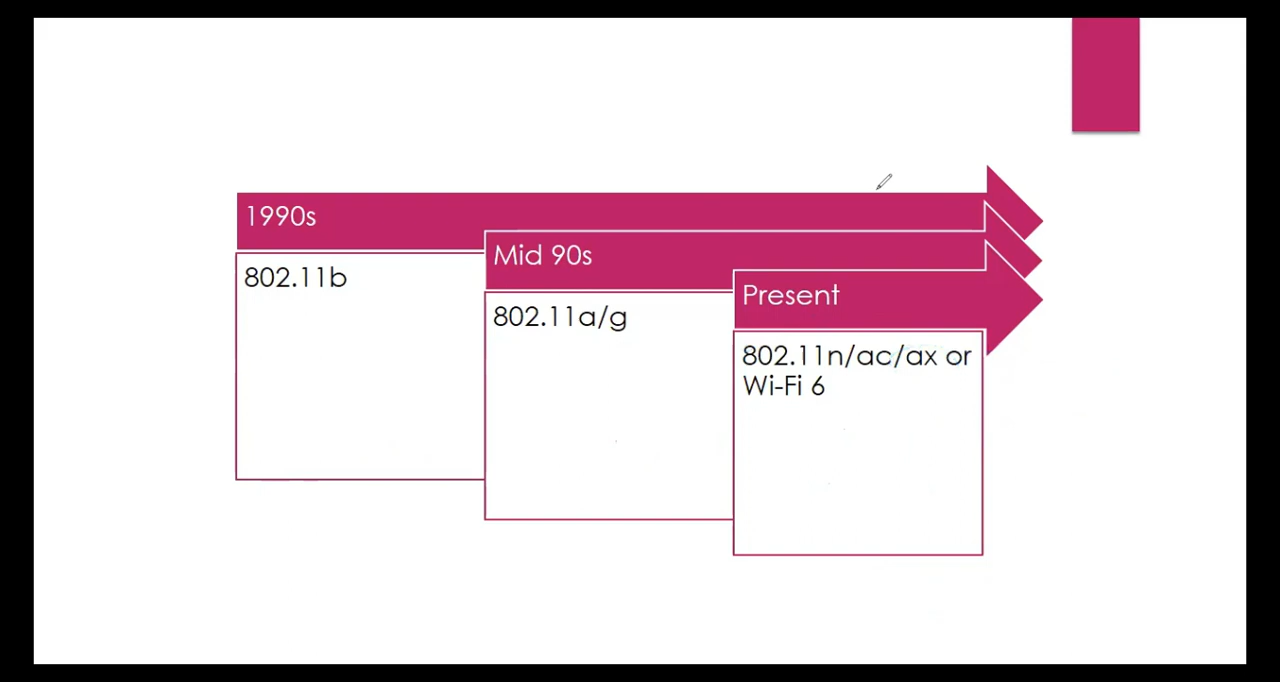 1990s
802.11b
Mid 90s
802.11a/g
Present
802.11n/ac/ax or
Wi-Fi 6